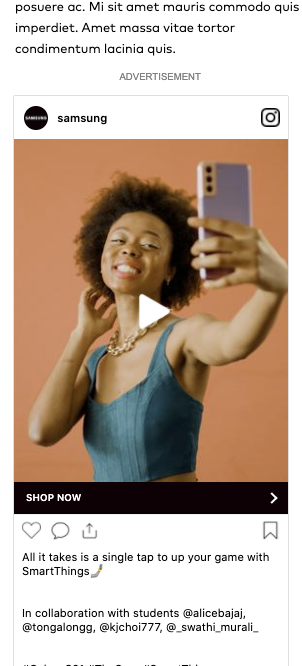 posuere ac. Mi sit amet mauris commodo quis
imperdiet. Amet massa vitae tortor
condimentum lacinia quis.
ADVERTISEMENT
SAMSUNG
samsung
SHOP NOW
All it takes is a single tap to up your game with
SmartThings🤳
In collaboration with students @alicebajaj,
@tongalongg, @kjchoi777, @_swathi_murali_